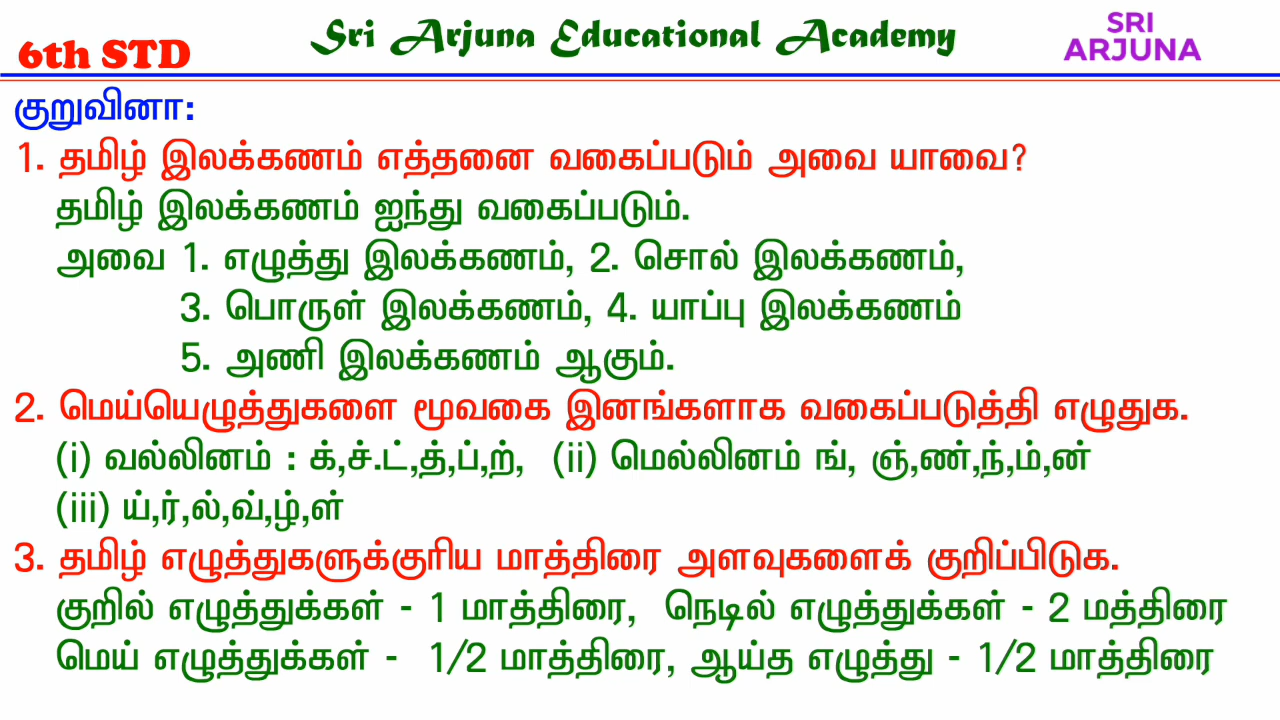 6th STD
Sri Arjuna Educational Academy
SRI
ARJUNA
குறுவினா:
1. தமிழ் இலக்கணம் எத்தனை வகைப்படும் அவை யாவை?
தமிழ் இலக்கணம் ஐந்து வகைப்படும்.
அவை 1. எழுத்து இலக்கணம், 2. சொல் இலக்கணம்,
3. பொருள் இலக்கணம், 4. யாப்பு இலக்கணம்
5. அணி இலக்கணம் ஆகும்.
2. மெய்யெழுத்துகளை மூவகை இனங்களாக வகைப்படுத்தி எழுதுக.
(i) வல்லினம் : க்,ச்.ட்,த்,ப்,ற், (ii) மெல்லினம் ங், ஞ்,ண்,ந்,ம்,ன்
(iii) ய்,ர்,ல்,வ்,ழ்,ள்
3. தமிழ் எழுத்துகளுக்குரிய மாத்திரை அளவுகளைக் குறிப்பிடுக.
குறில் எழுத்துக்கள் - 1 மாத்திரை, நெடில் எழுத்துக்கள் - 2 மத்திரை
மெய் எழுத்துக்கள் - 1/2 மாத்திரை, ஆய்த எழுத்து - 1/2 மாத்திரை